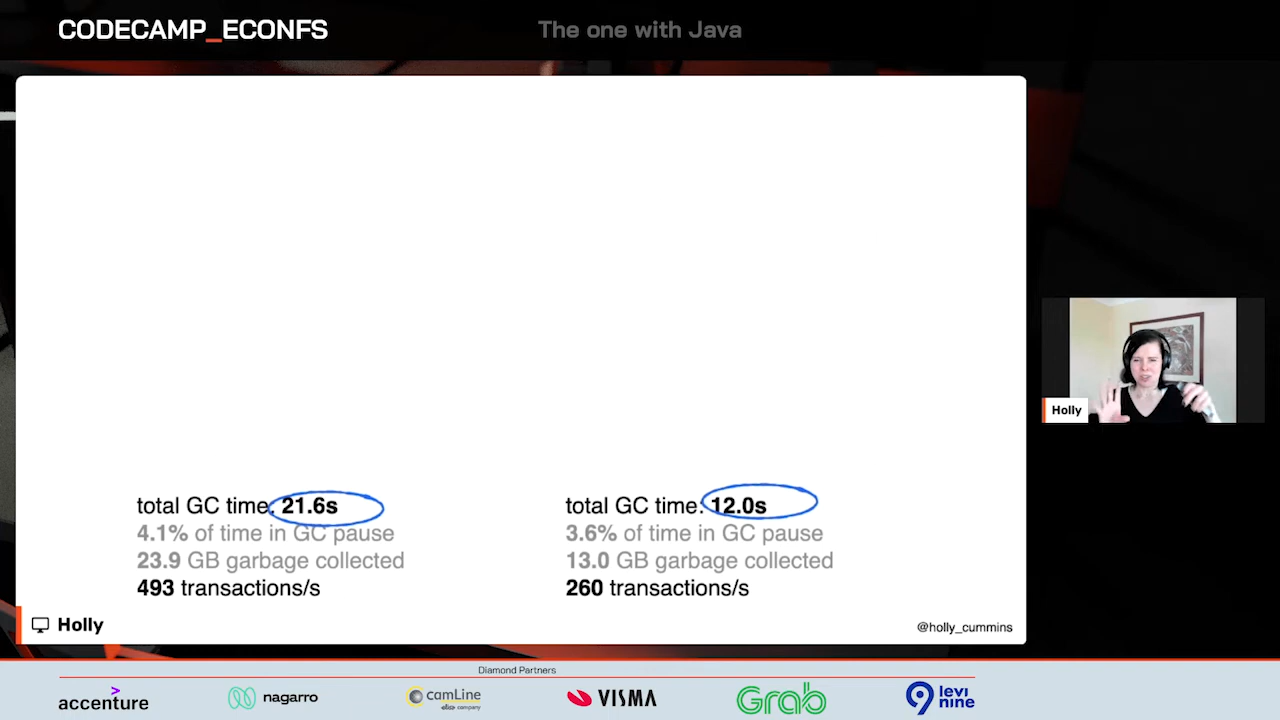 CODECAMP_ECONFS
The one with Java
total GC time: 21.6s
4.1% of time in GC pause
23.9 GB garbage collected
493 transactions/s
total GC time: 12.0s
3.6% of time in GC pause
13.0 GB garbage collected
260 transactions/s
Holly
@holly_cummins
Holly
Diamond Partners
accenture
nagarro
camLine
elisa company
VISMA
Grab
levi
nine